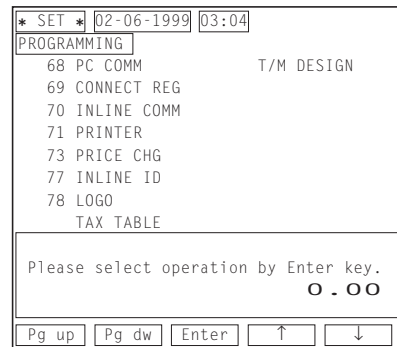 * SET * 02-06-1999 03:04
PROGRAMMING
68 PC COMM T/M DESIGN
69 CONNECT REG
70 INLINE COMM
71 PRINTER
73 PRICE CHG
77 INLINE ID
78 LOGO
TAX TABLE
Please select operation by Enter key.
0.00
Pg up Pg dw Enter ↑ ↓